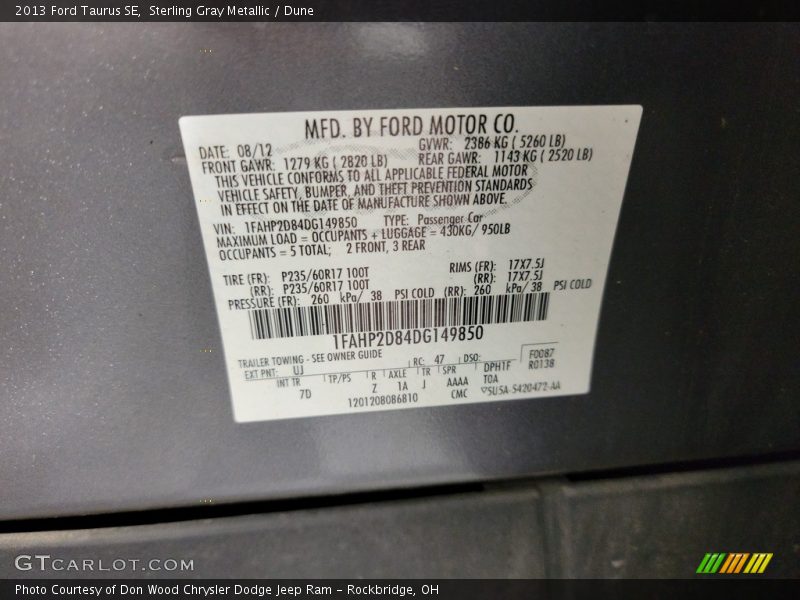 2013 Ford Taurus SE,  Sterling Gray Metallic / Dune
MFD. BY FORD MOTOR CO.
DATE: 08/12 GVWR: 2386 KG ( 5260 LB)
FRONT GAWR: 1279 KG ( 2820 LB) REAR GAWR: 1143 KG ( 2520 LB)
THIS VEHICLE CONFORMS TO ALL APPLICABLE FEDERAL MOTOR
VEHICLE SAFETY, BUMPER, AND THEFT PREVENTION STANDARDS
IN EFFECT ON THE DATE OF MANUFACTURE SHOWN ABOVE.
VIN: 1FAHP2D84DG149850 TYPE: Passenger Car
MAXIMUM LOAD = OCCUPANTS + LUGGAGE = 430KG/ 950LB
OCCUPANTS = 5 TOTAL; 2 FRONT, 3 REAR
TIRE (FR): P235/60R17 100T RIMS (FR): 17X7.5J
(RR): P235/60R17 100T (RR): 17X7.5J
PRESSURE (FR): 260 kPa/ 38 PSI COLD (RR): 260 kPa/ 38 PSI COLD
1FAHP2D84DG149850
TRAILER TOWING - SEE OWNER GUIDE RC: 47 DSO: F0087
EXT PNT: UJ R0138
INT TR TP/PS R AXLE TR SPR DPH1F
7D Z 1A J AAAA TOA
1201208086810 CMC ▽5U5A-5420472-AA
GTCARLOT.COM
Photo Courtesy of Don Wood Chrysler Dodge Jeep Ram - Rockbridge, OH